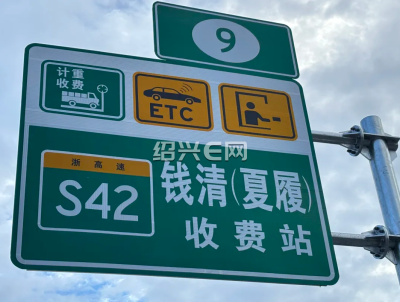 9
计重
收费
ETC
浙 高 速
S42
绍兴E网
钱清(夏履)
收费站